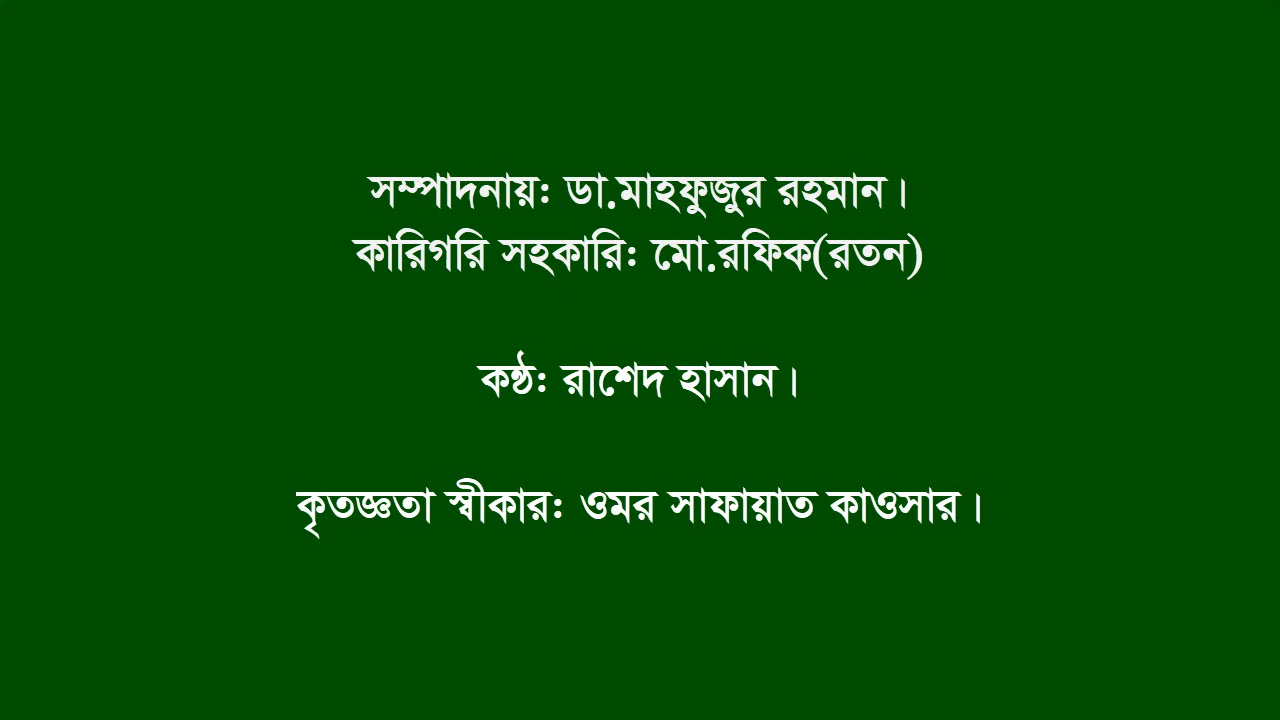 সম্পাদনায়: ডা.মাহফুজুর রহমান।
কারিগরি সহকারি: মো.রফিক(রতন)
কন্ঠ: রাশেদ হাসান।
কৃতজ্ঞতা স্বীকার: ওমর সাফায়াত কাওসার।